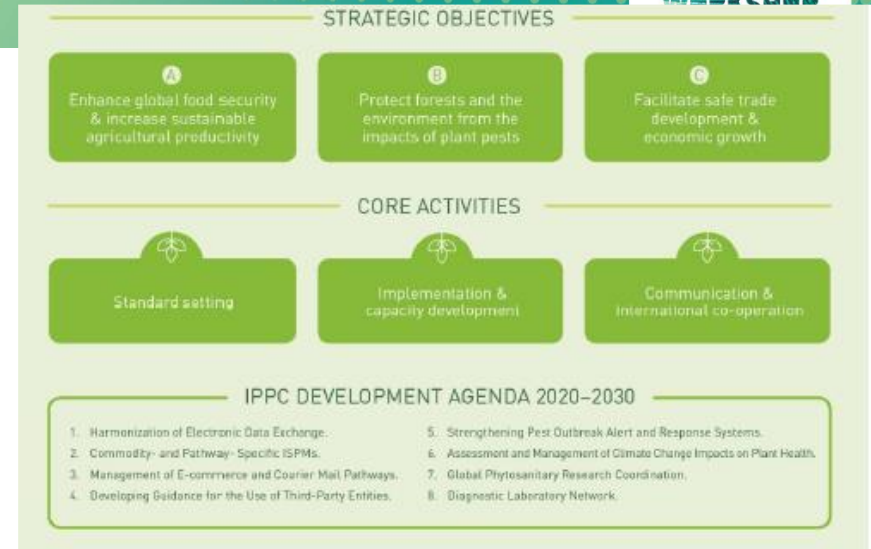 STRATEGIC OBJECTIVES
A
Enhance global food security
& increase sustainable
agricultural productivity
B
Protect forests and the
environment from the
impacts of plant pests
C
Facilitate safe trade
development &
economic growth
CORE ACTIVITIES
Standard setting
Implementation &
capacity development
Communication &
international co-operation
IPPC DEVELOPMENT AGENDA 2020–2030
1. Harmonization of Electronic Data Exchange.
2. Commodity- and Pathway- Specific ISPMs.
3. Management of E-commerce and Courier Mail Pathways.
4. Developing Guidance for the Use of Third-Party Entities.
5. Strengthening Pest Outbreak Alert and Response Systems.
6. Assessment and Management of Climate Change Impacts on Plant Health.
7. Global Phytosanitary Research Coordination.
8. Diagnostic Laboratory Network.